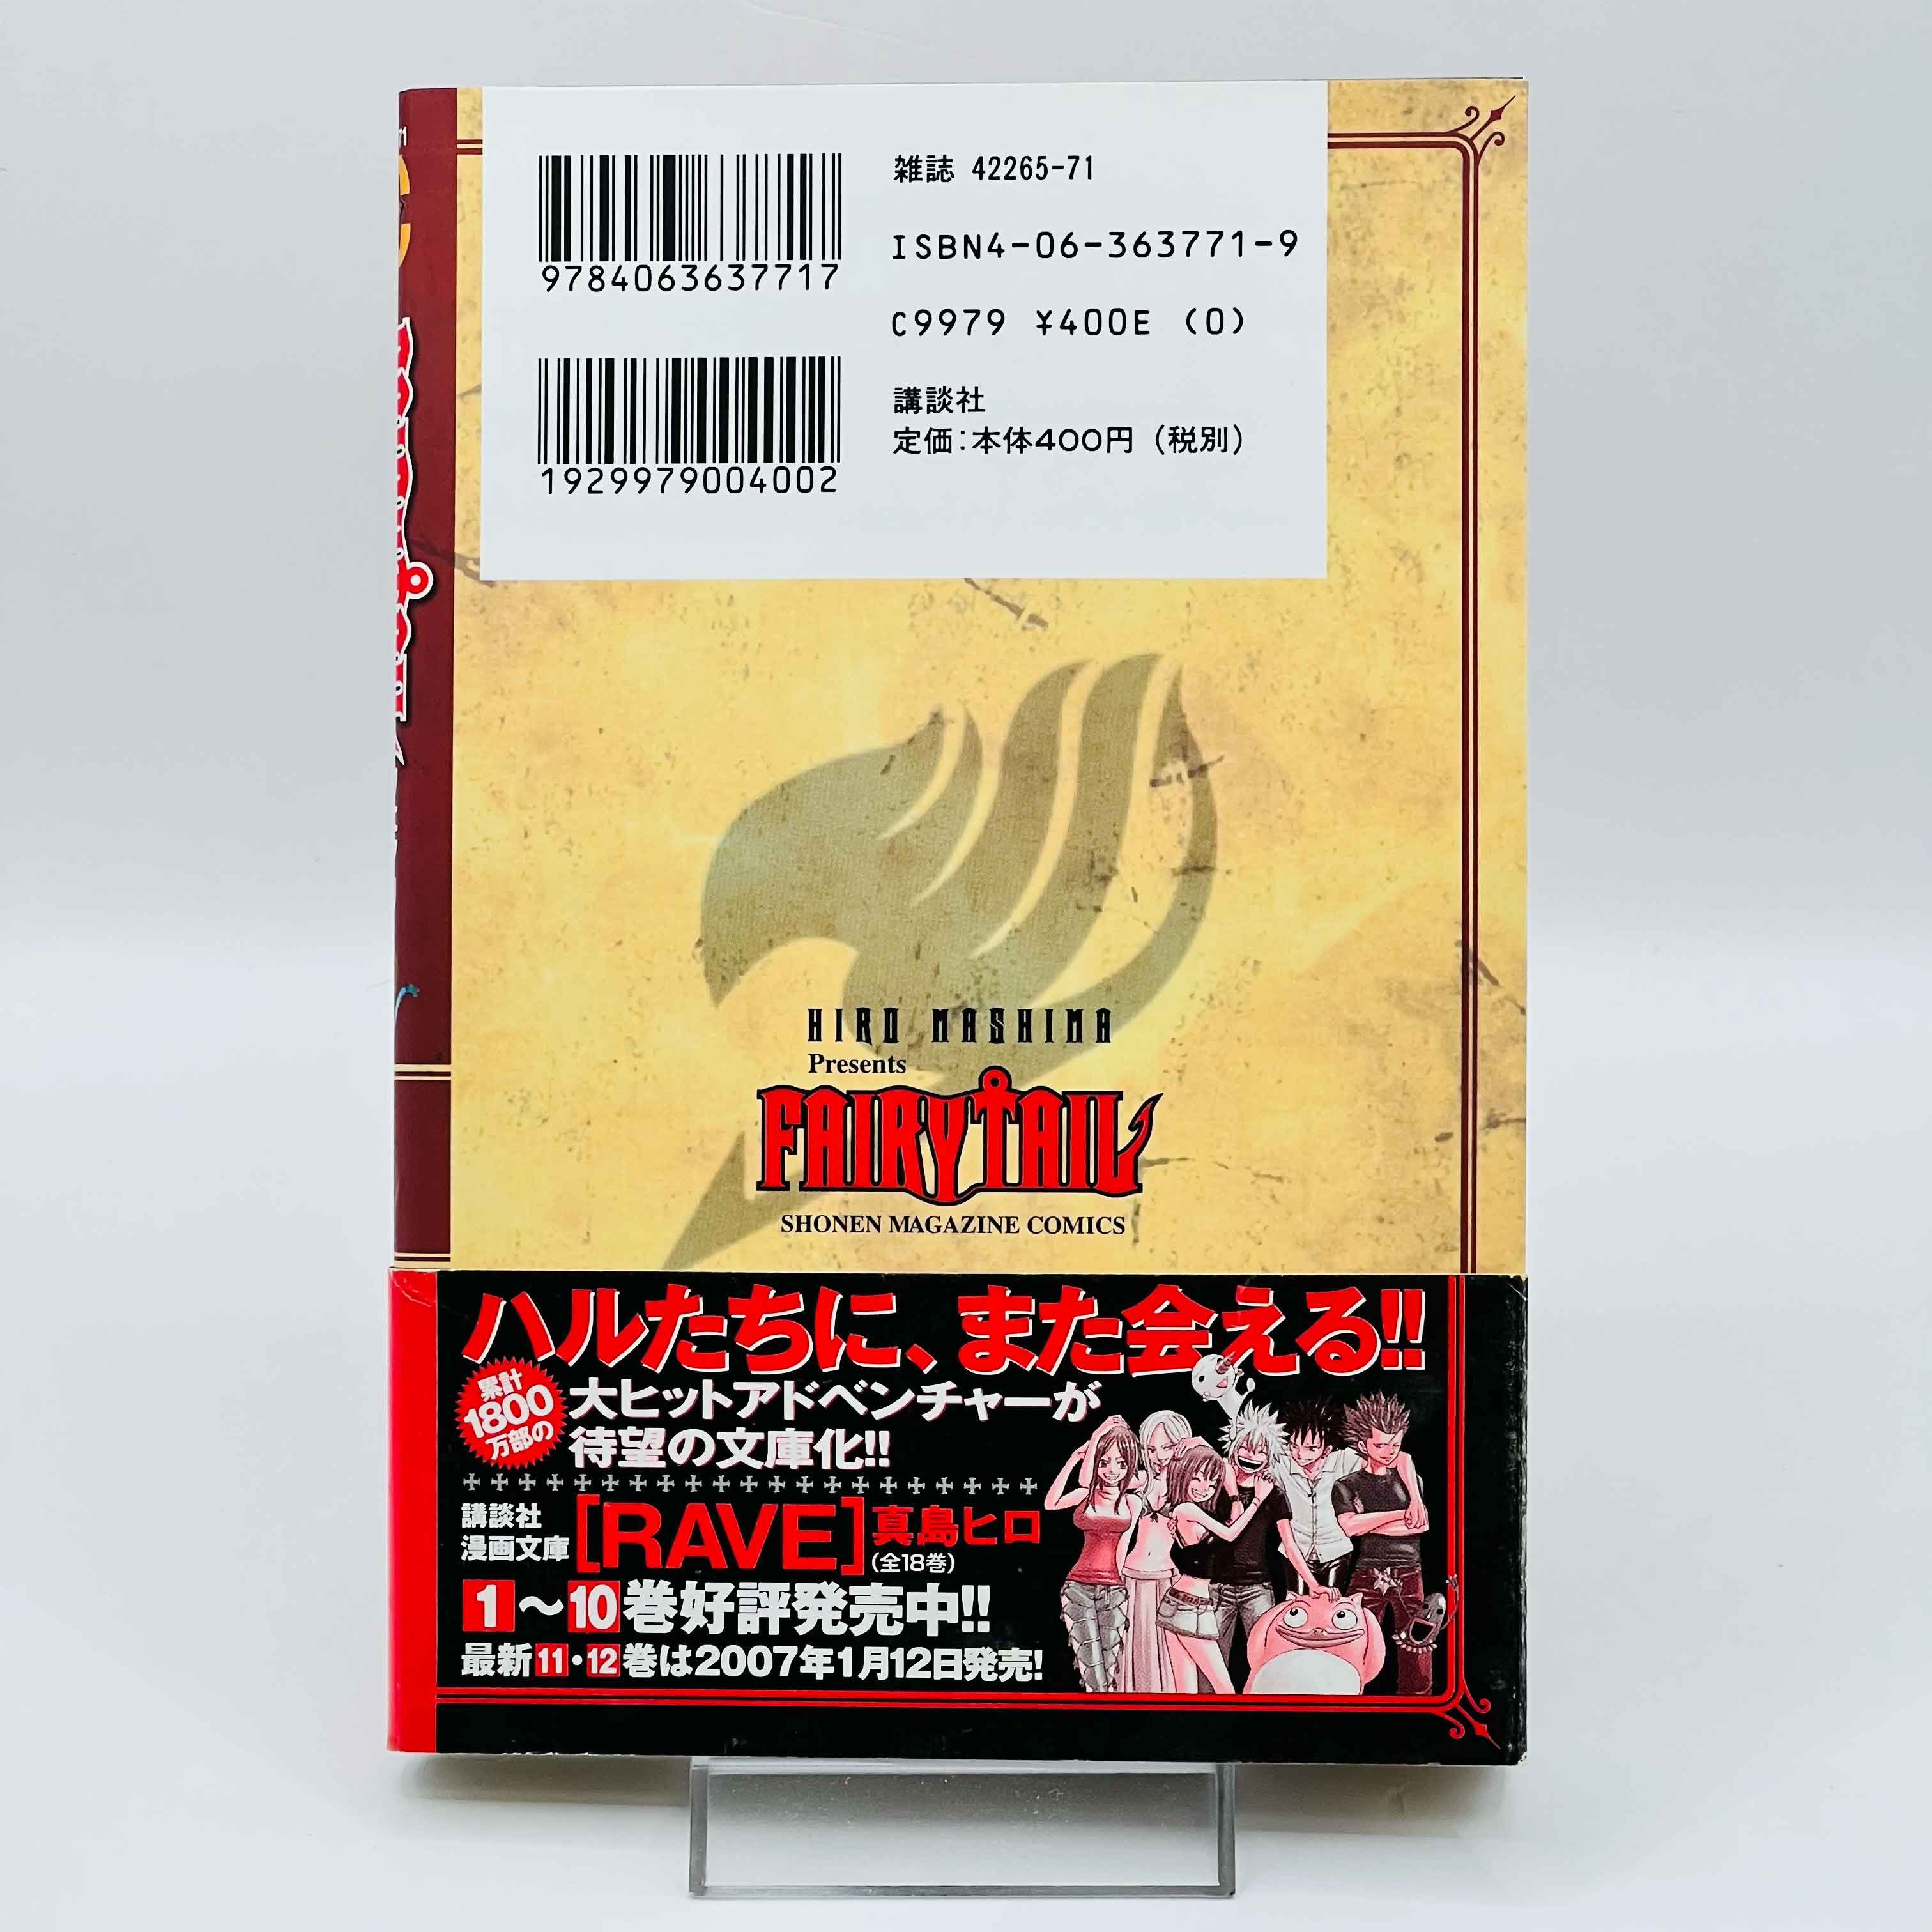 雑誌 42265-71
ISBN4-06-363771-9
C9979 ¥400E (0)
講談社
定価:本体400円(税別)
9784063637717
1929979004002
HIRO MASHIMA
Presents
FAIRY TAIL
SHONEN MAGAZINE COMICS
ハルたちに、また会える!!
累計
1800
万部の
大ヒットアドベンチャーが
待望の文庫化!!
講談社
漫画文庫
[RAVE]真島ヒロ
(全18巻)
1〜10巻好評発売中!!
最新11・12巻は2007年1月12日発売!